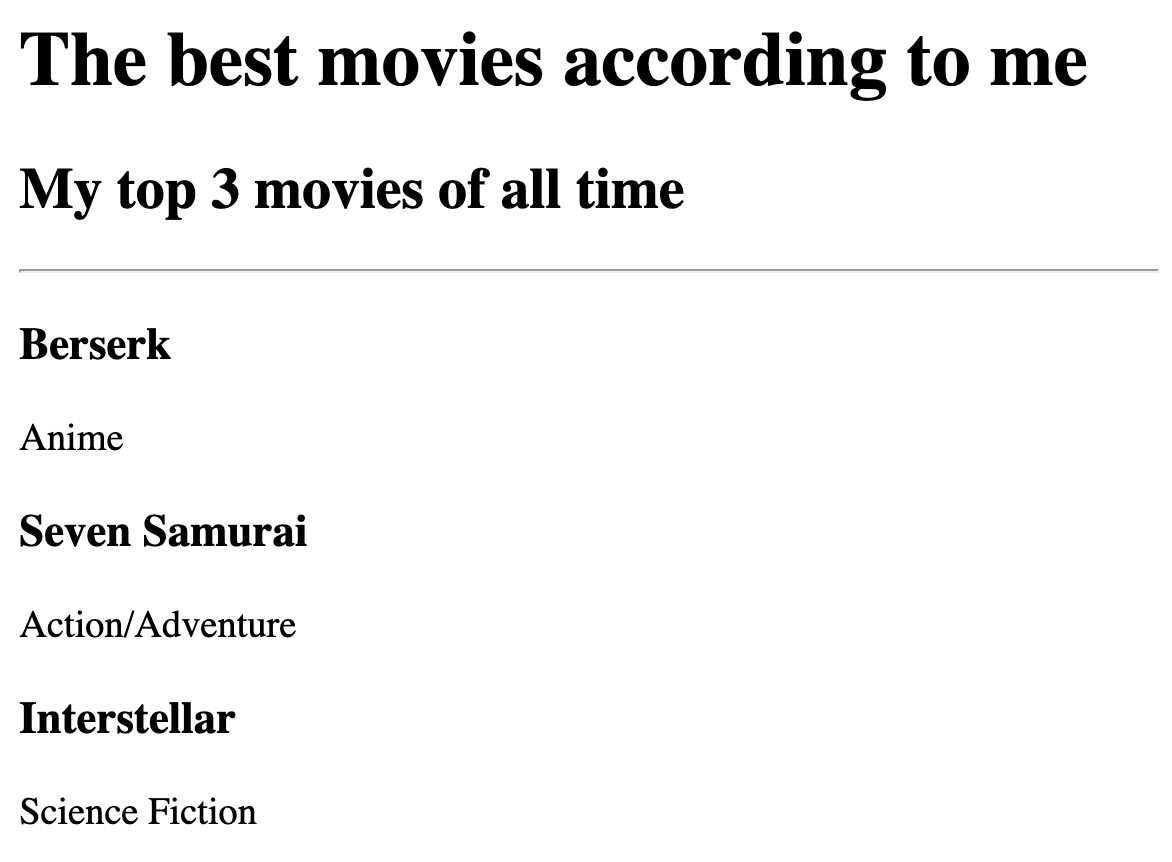 The best movies according to me
My top 3 movies of all time
Berserk
Anime
Seven Samurai
Action/Adventure
Interstellar
Science Fiction